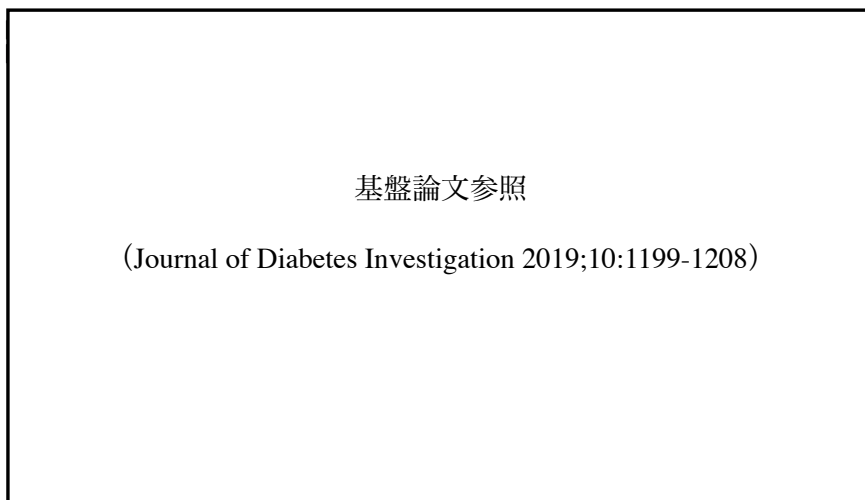 基盤論文参照
（Journal of Diabetes Investigation 2019;10:1199-1208）